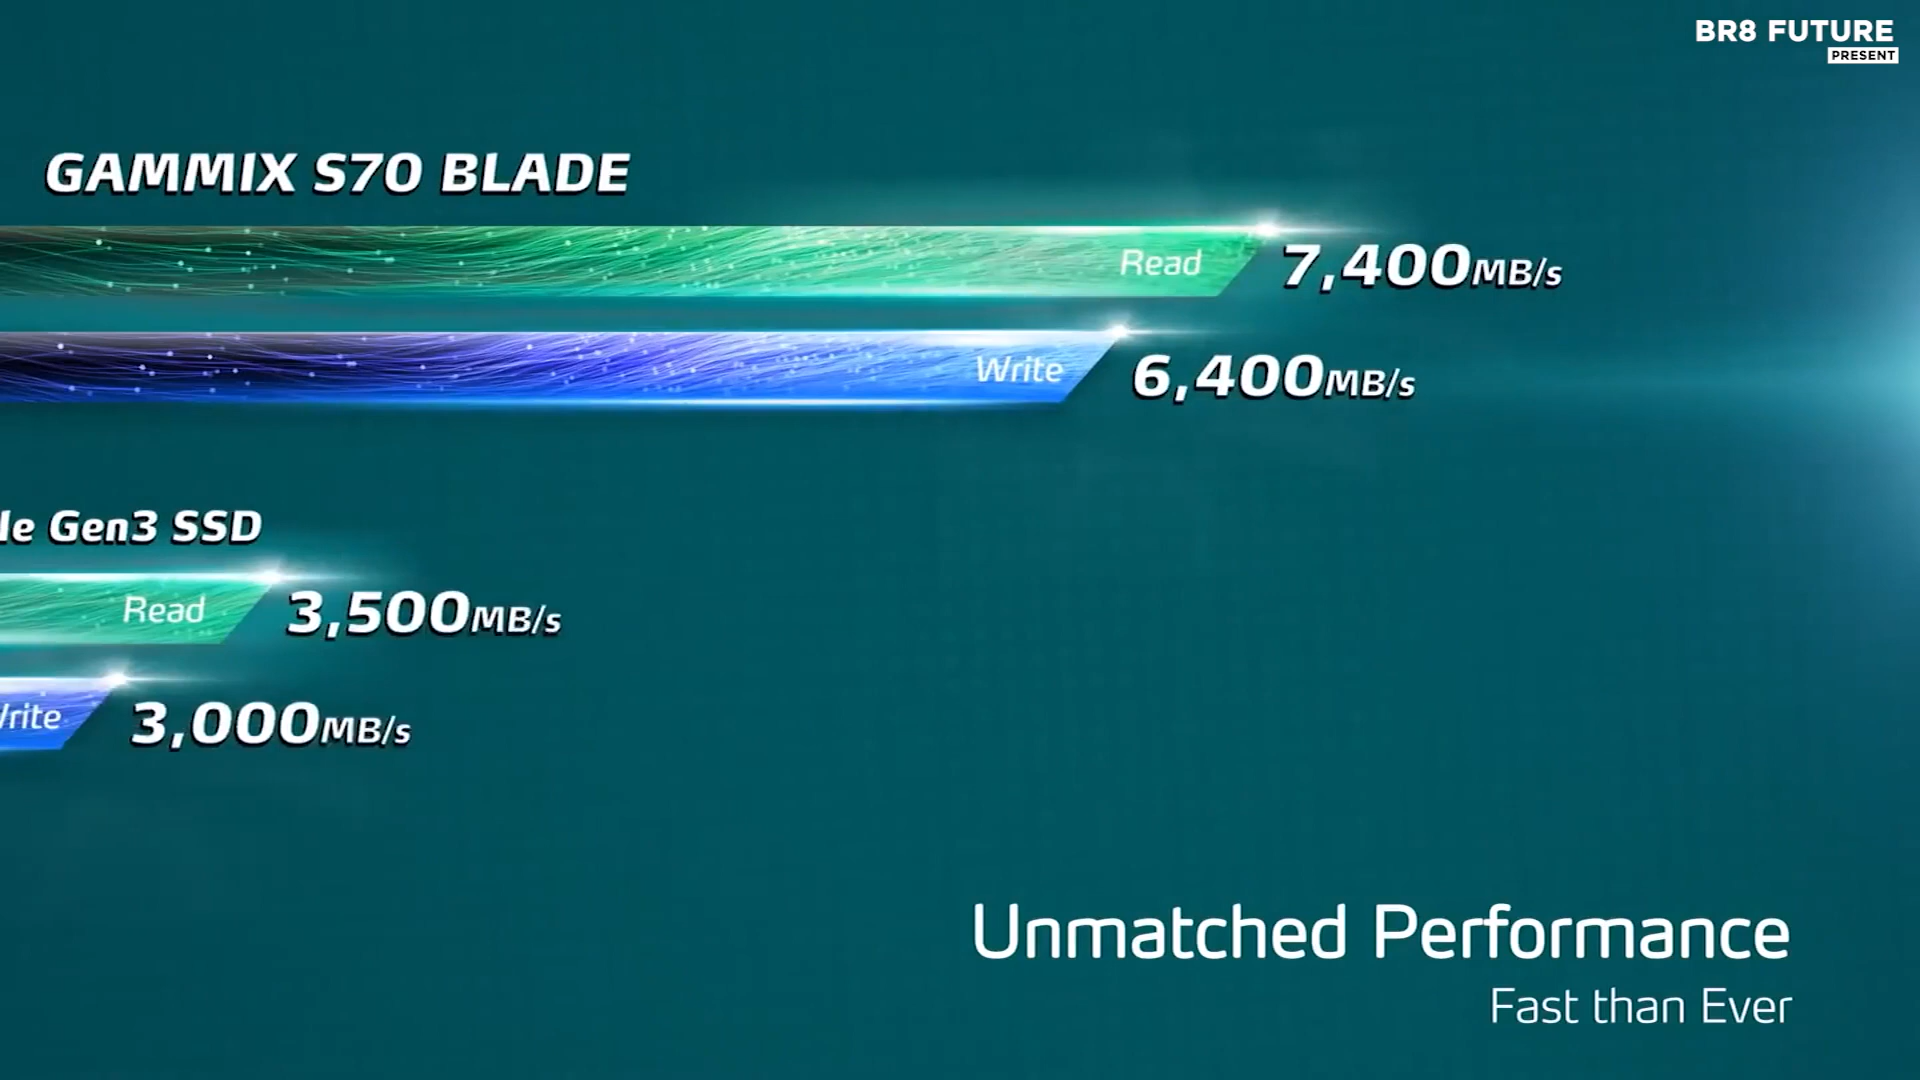 BR8 FUTURE
PRESENT
GAMMIX S70 BLADE
Read 7,400MB/s
Write 6,400MB/s
Gen3 SSD
Read 3,500MB/s
3,000MB/s
Unmatched Performance
Fast than Ever